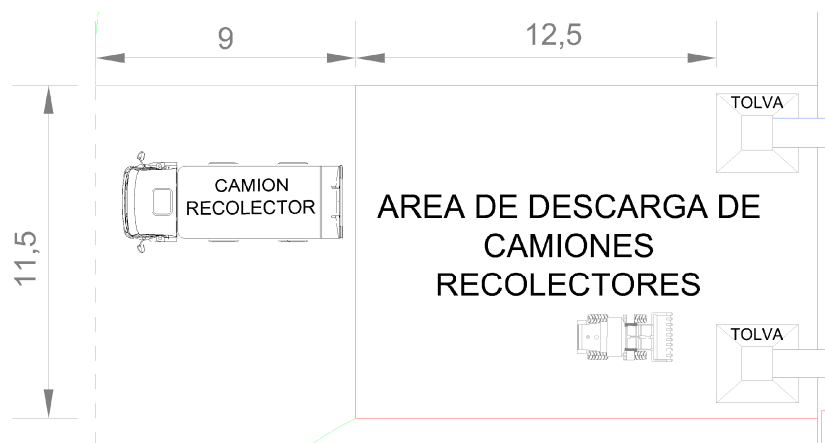 9
12,5
TOLVA
CAMION
RECOLECTOR
AREA DE DESCARGA DE
CAMIONES
RECOLECTORES
11,5
TOLVA